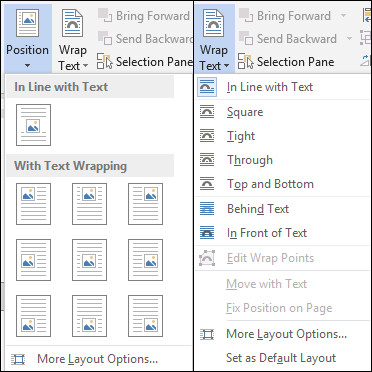 Position
Wrap
Text
Bring Forward
Send Backward
Selection Pane
In Line with Text
With Text Wrapping
More Layout Options...
Wrap
Text
Bring Forward
Send Backward
Selection Pane
In Line with Text
Square
Tight
Through
Top and Bottom
Behind Text
In Front of Text
Edit Wrap Points
Move with Text
Fix Position on Page
More Layout Options...
Set as Default Layout